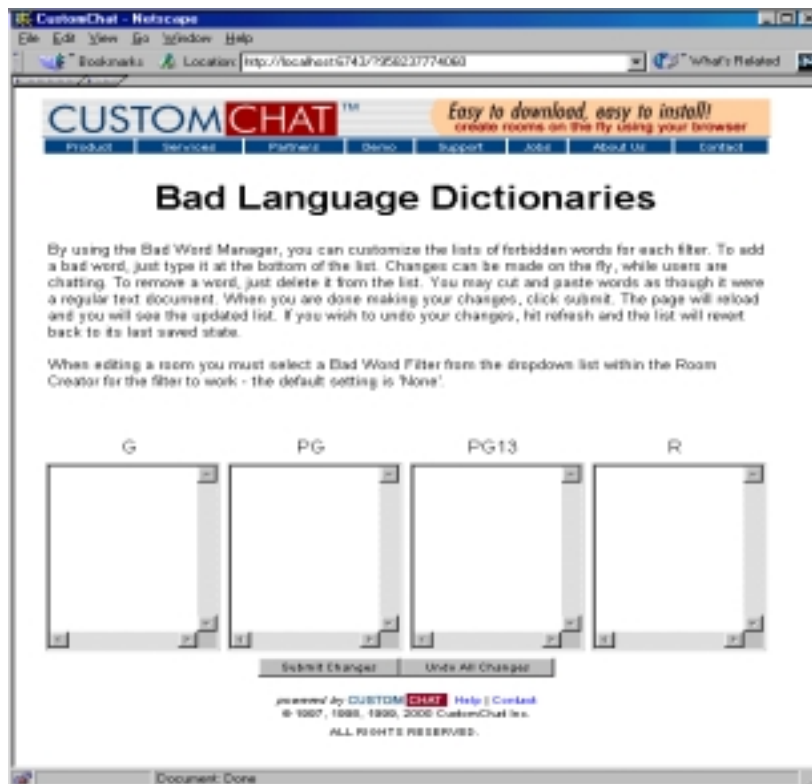 CustomChat - Netscape
File Edit View Go Window Help
Bookmarks Location: http://localhost:6743/?958237774060 What's Related
CUSTOMCHAT™ Easy to download, easy to install!
create rooms on the fly using your browser
Product Services Partners Demo Support Jobs About Us Contact
Bad Language Dictionaries
By using the Bad Word Manager, you can customize the lists of forbidden words for each filter. To add
a bad word, just type it at the bottom of the list. Changes can be made on the fly, while users are
chatting. To remove a word, just delete it from the list. You may cut and paste words as though it were
a regular text document. When you are done making your changes, click submit. The page will reload
and you will see the updated list. If you wish to undo your changes, hit refresh and the list will revert
back to its last saved state.
When editing a room you must select a Bad Word Filter from the dropdown list within the Room
Creator for the filter to work - the default setting is 'None'.
G PG PG13 R
Submit Changes Undo All Changes
powered by CUSTOMCHAT Help | Contact
© 1997, 1998, 1999, 2000 CustomChat Inc.
ALL RIGHTS RESERVED.
Document: Done